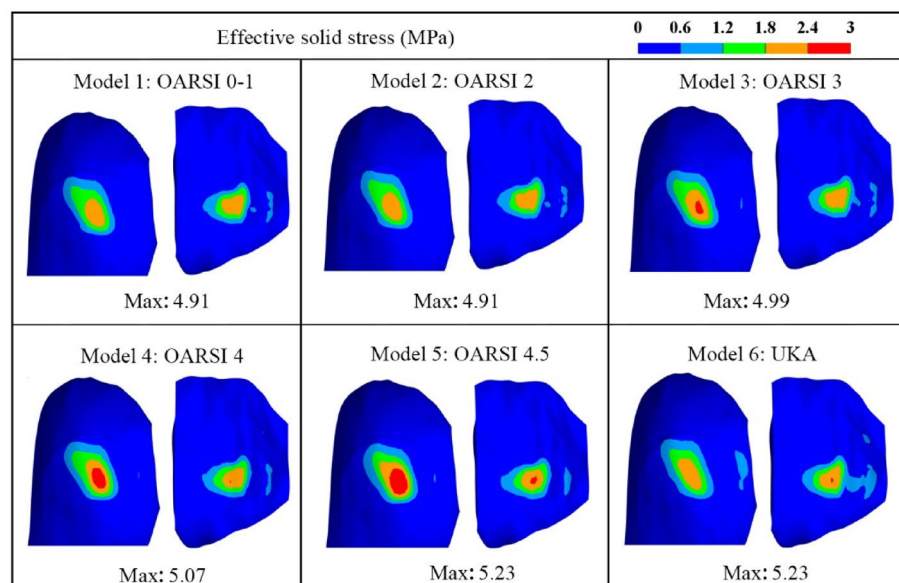 Effective solid stress (MPa)
0 0.6 1.2 1.8 2.4 3
Model 1: OARSI 0-1
Model 2: OARSI 2
Model 3: OARSI 3
Max: 4.91
Max: 4.91
Max: 4.99
Model 4: OARSI 4
Model 5: OARSI 4.5
Model 6: UKA
Max: 5.07
Max: 5.23
Max: 5.23